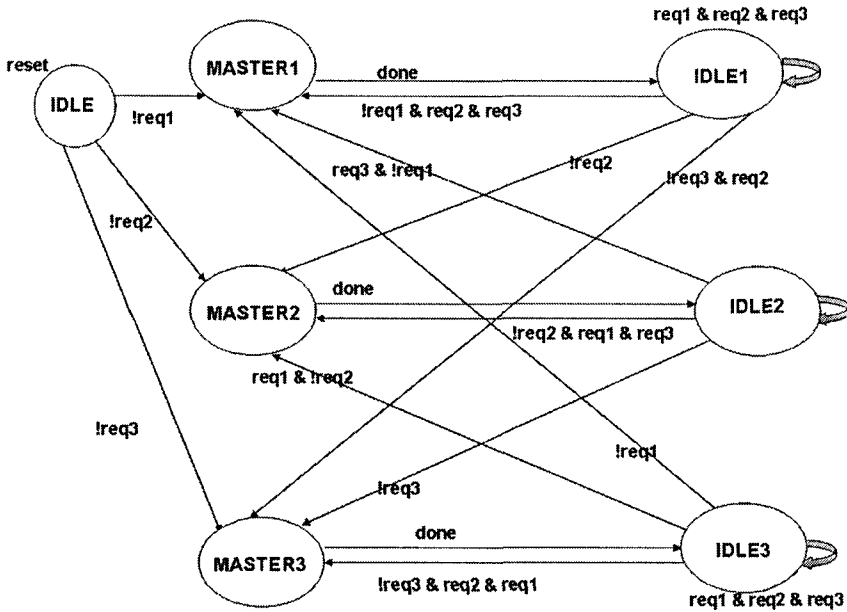 req1 & req2 & req3
reset
MASTER1
done
IDLE1
IDLE
!req1
!req1 & req2 & req3
req3 & !req1
!req2
!req3 & req2
!req2
done
MASTER2
IDLE2
!req2 & req1 & req3
req1 & !req2
!req3
!req1
!req3
done
MASTER3
IDLE3
!req3 & req2 & req1
req1 & req2 & req3